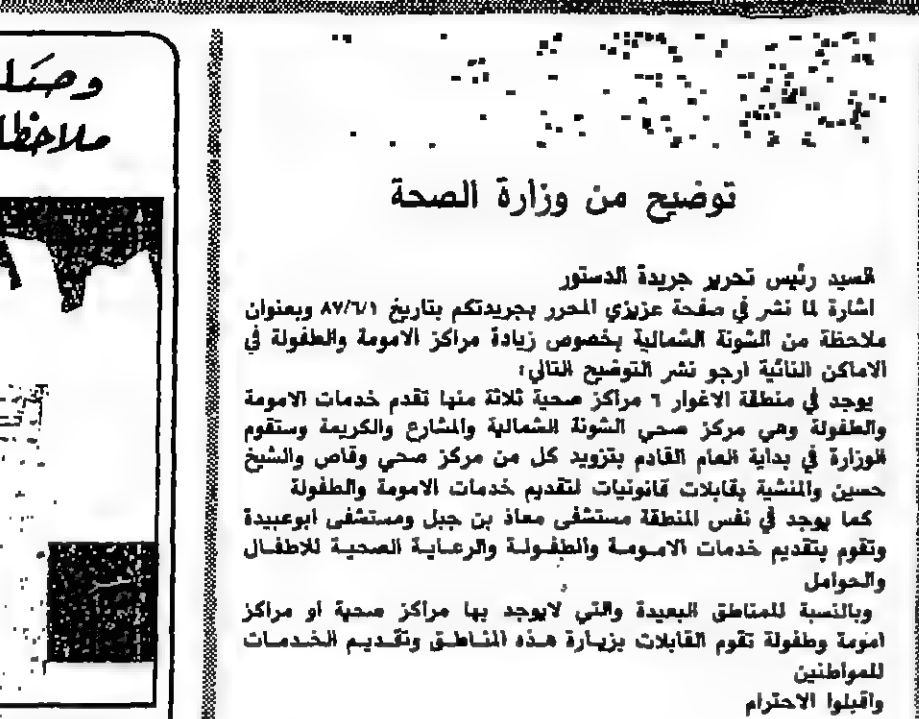 توضيح من وزارة الصحة
السيد رئيس تحرير جريدة الدستور
اشارة لما نشر في صفحة عزيزي المحرر بجريدتكم بتاريخ ٨٧/٦/١ وبعنوان
ملاحظة من الشونة الشمالية بخصوص زيادة مراكز الامومة والطفولة في
الاماكن النائية ارجو نشر التوضيح التالي:
يوجد في منطقة الاغوار ٦ مراكز صحية ثلاثة منها تقدم خدمات الامومة
والطفولة وهي مركز صحي الشونة الشمالية والمشارع والكريمة وستقوم
الوزارة في بداية العام القادم بتزويد كل من مركز صحي وقاص والشيخ
حسين والمنشية بقابلات قانونيات لتقديم خدمات الامومة والطفولة
كما يوجد في نفس المنطقة مستشفى معاذ بن جبل ومستشفى ابوعبيدة
وتقوم بتقديم خدمات الامومة والطفولة والرعاية الصحية للاطفال
والحوامل
وبالنسبة للمناطق البعيدة والتي لايوجد بها مراكز صحية او مراكز
امومة وطفولة تقوم القابلات بزيارة هذه المناطق وتقديم الخدمات
للمواطنين
واقبلوا الاحترام